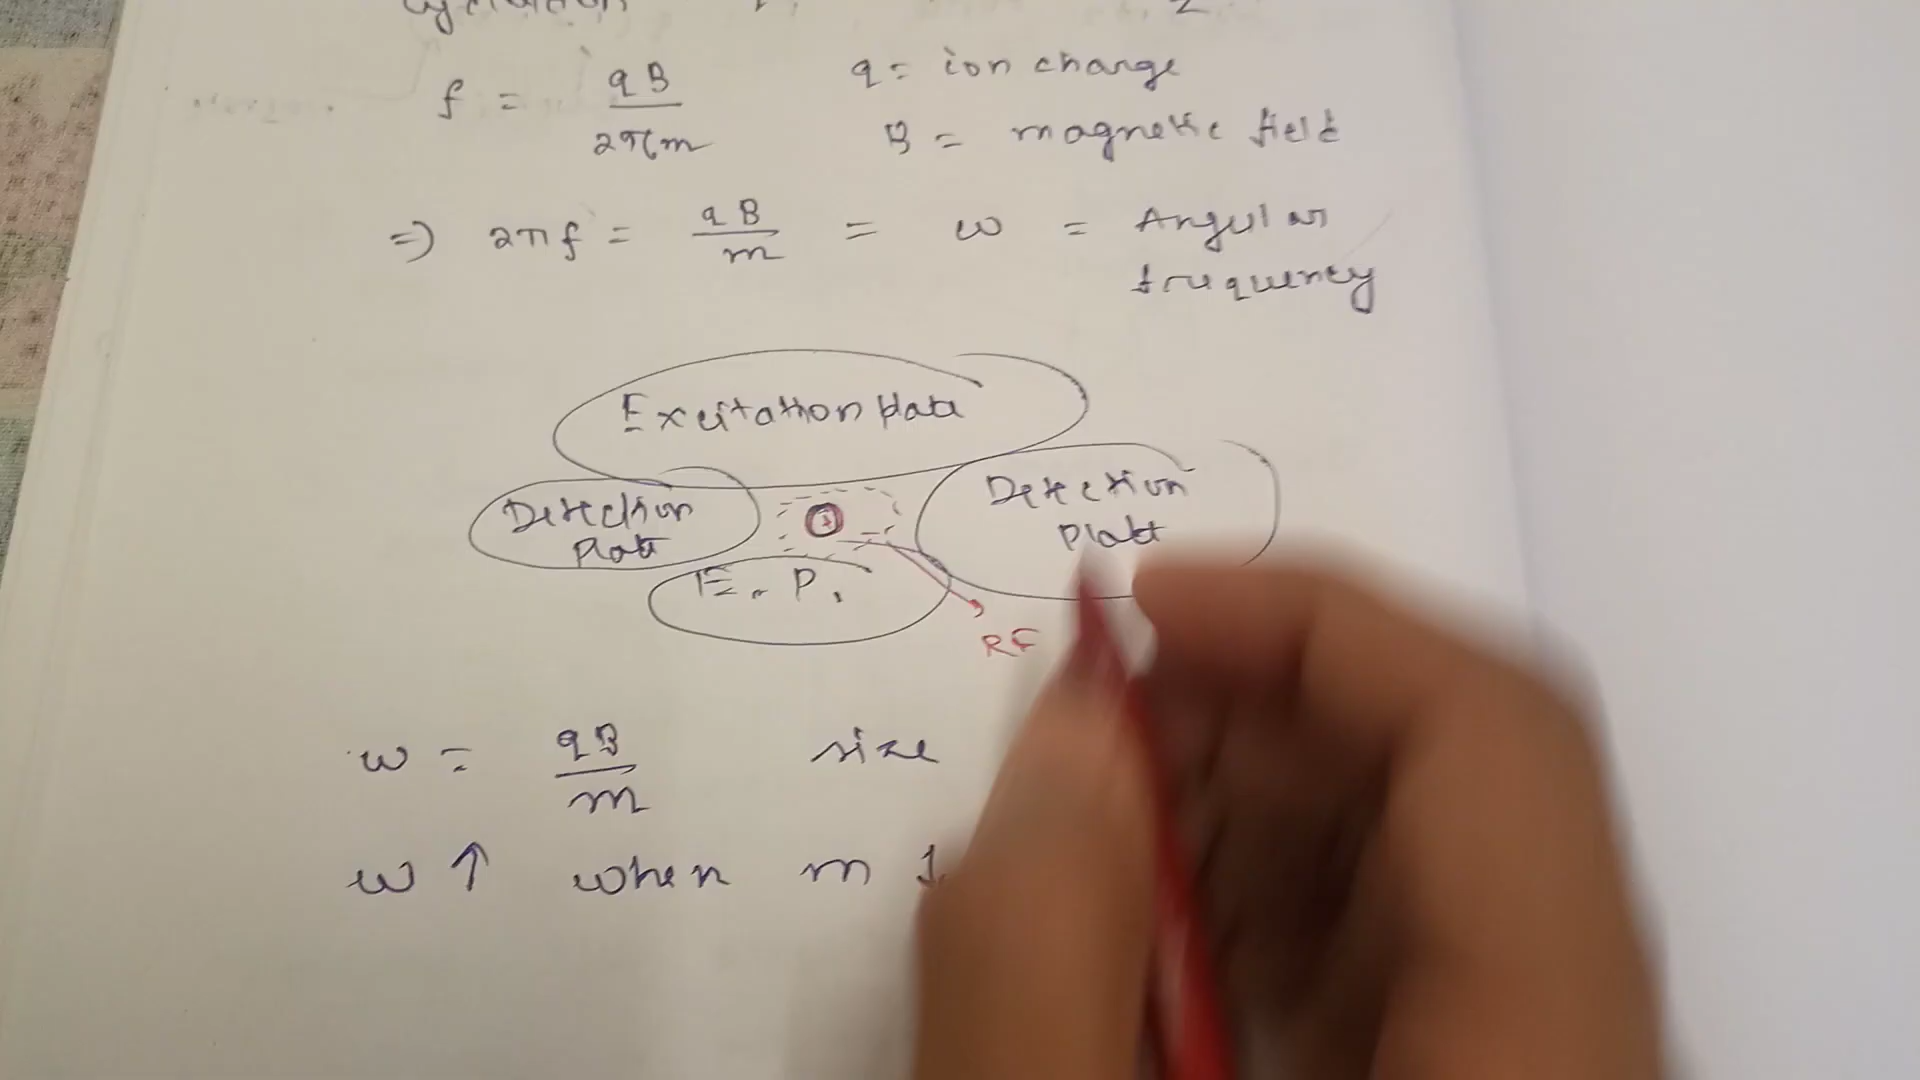 f = qB / 2πm
q = ion charge
B = magnetic field
=> 2πf = qB / m = w = Angular
frequency
Excitation plate
Detection
plate
Detection
plate
E. P.
RF
w = qB / m size
w ↑ when m